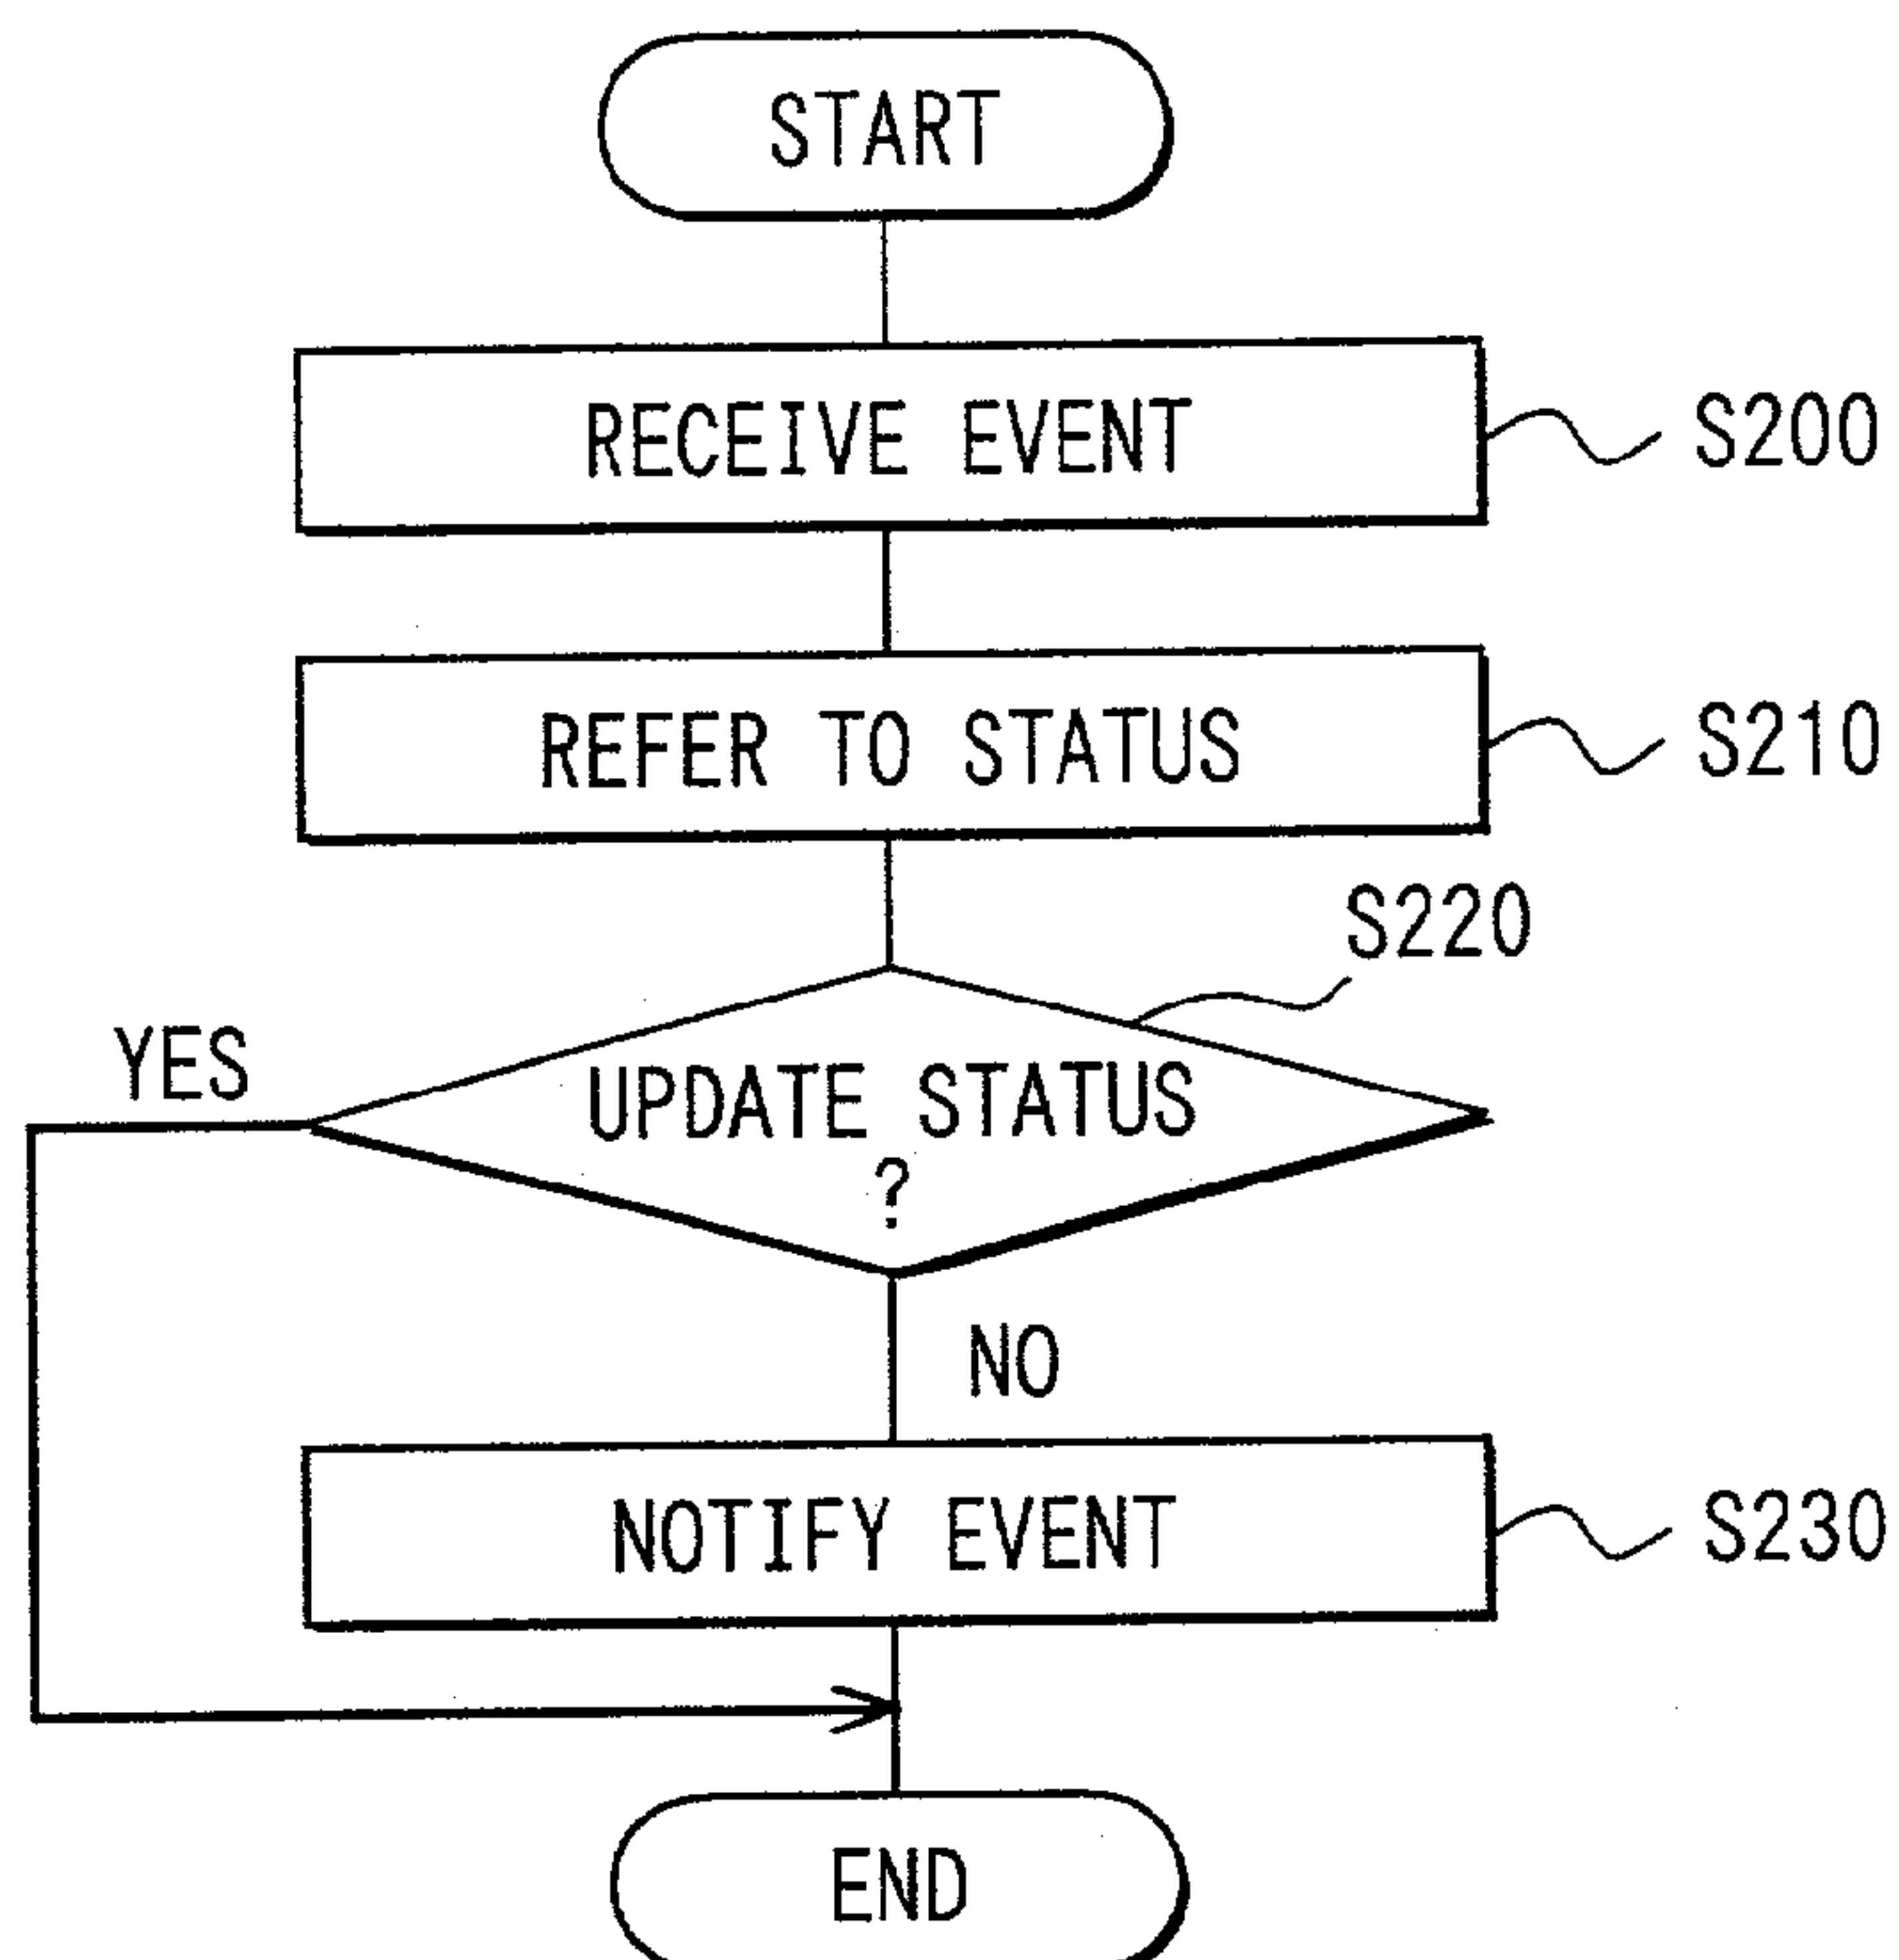 START
RECEIVE EVENT
S200
REFER TO STATUS
S210
S220
YES
UPDATE STATUS
?
NO
NOTIFY EVENT
S230
END